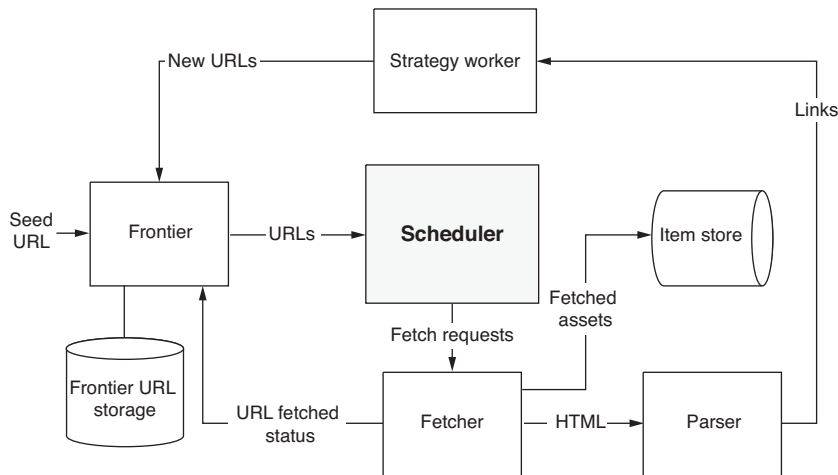 New URLs
Strategy worker
Links
Seed
URL
Frontier
URLs
Scheduler
Item store
Fetched
assets
Fetch requests
Frontier URL
storage
URL fetched
status
Fetcher
HTML
Parser